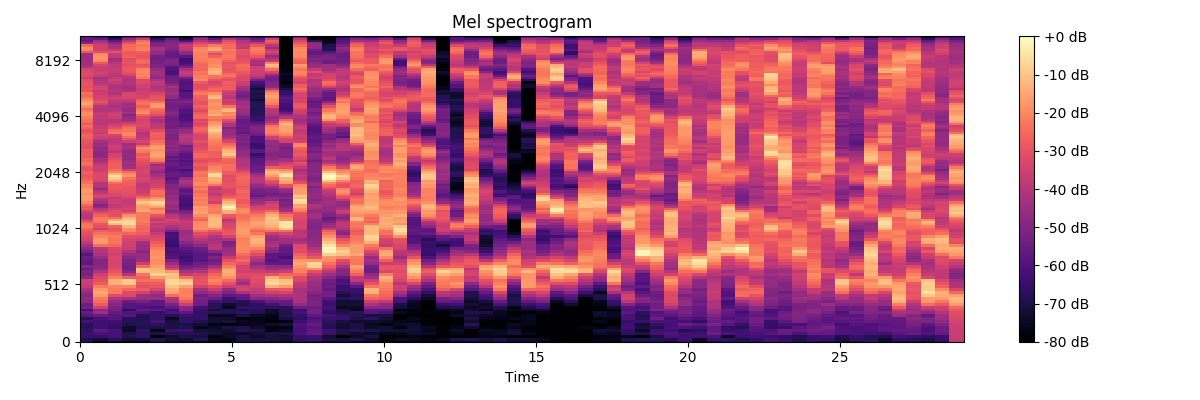 Mel spectrogram
Hz
8192
4096
2048
1024
512
0
0 5 10 15 20 25
Time
+0 dB
-10 dB
-20 dB
-30 dB
-40 dB
-50 dB
-60 dB
-70 dB
-80 dB